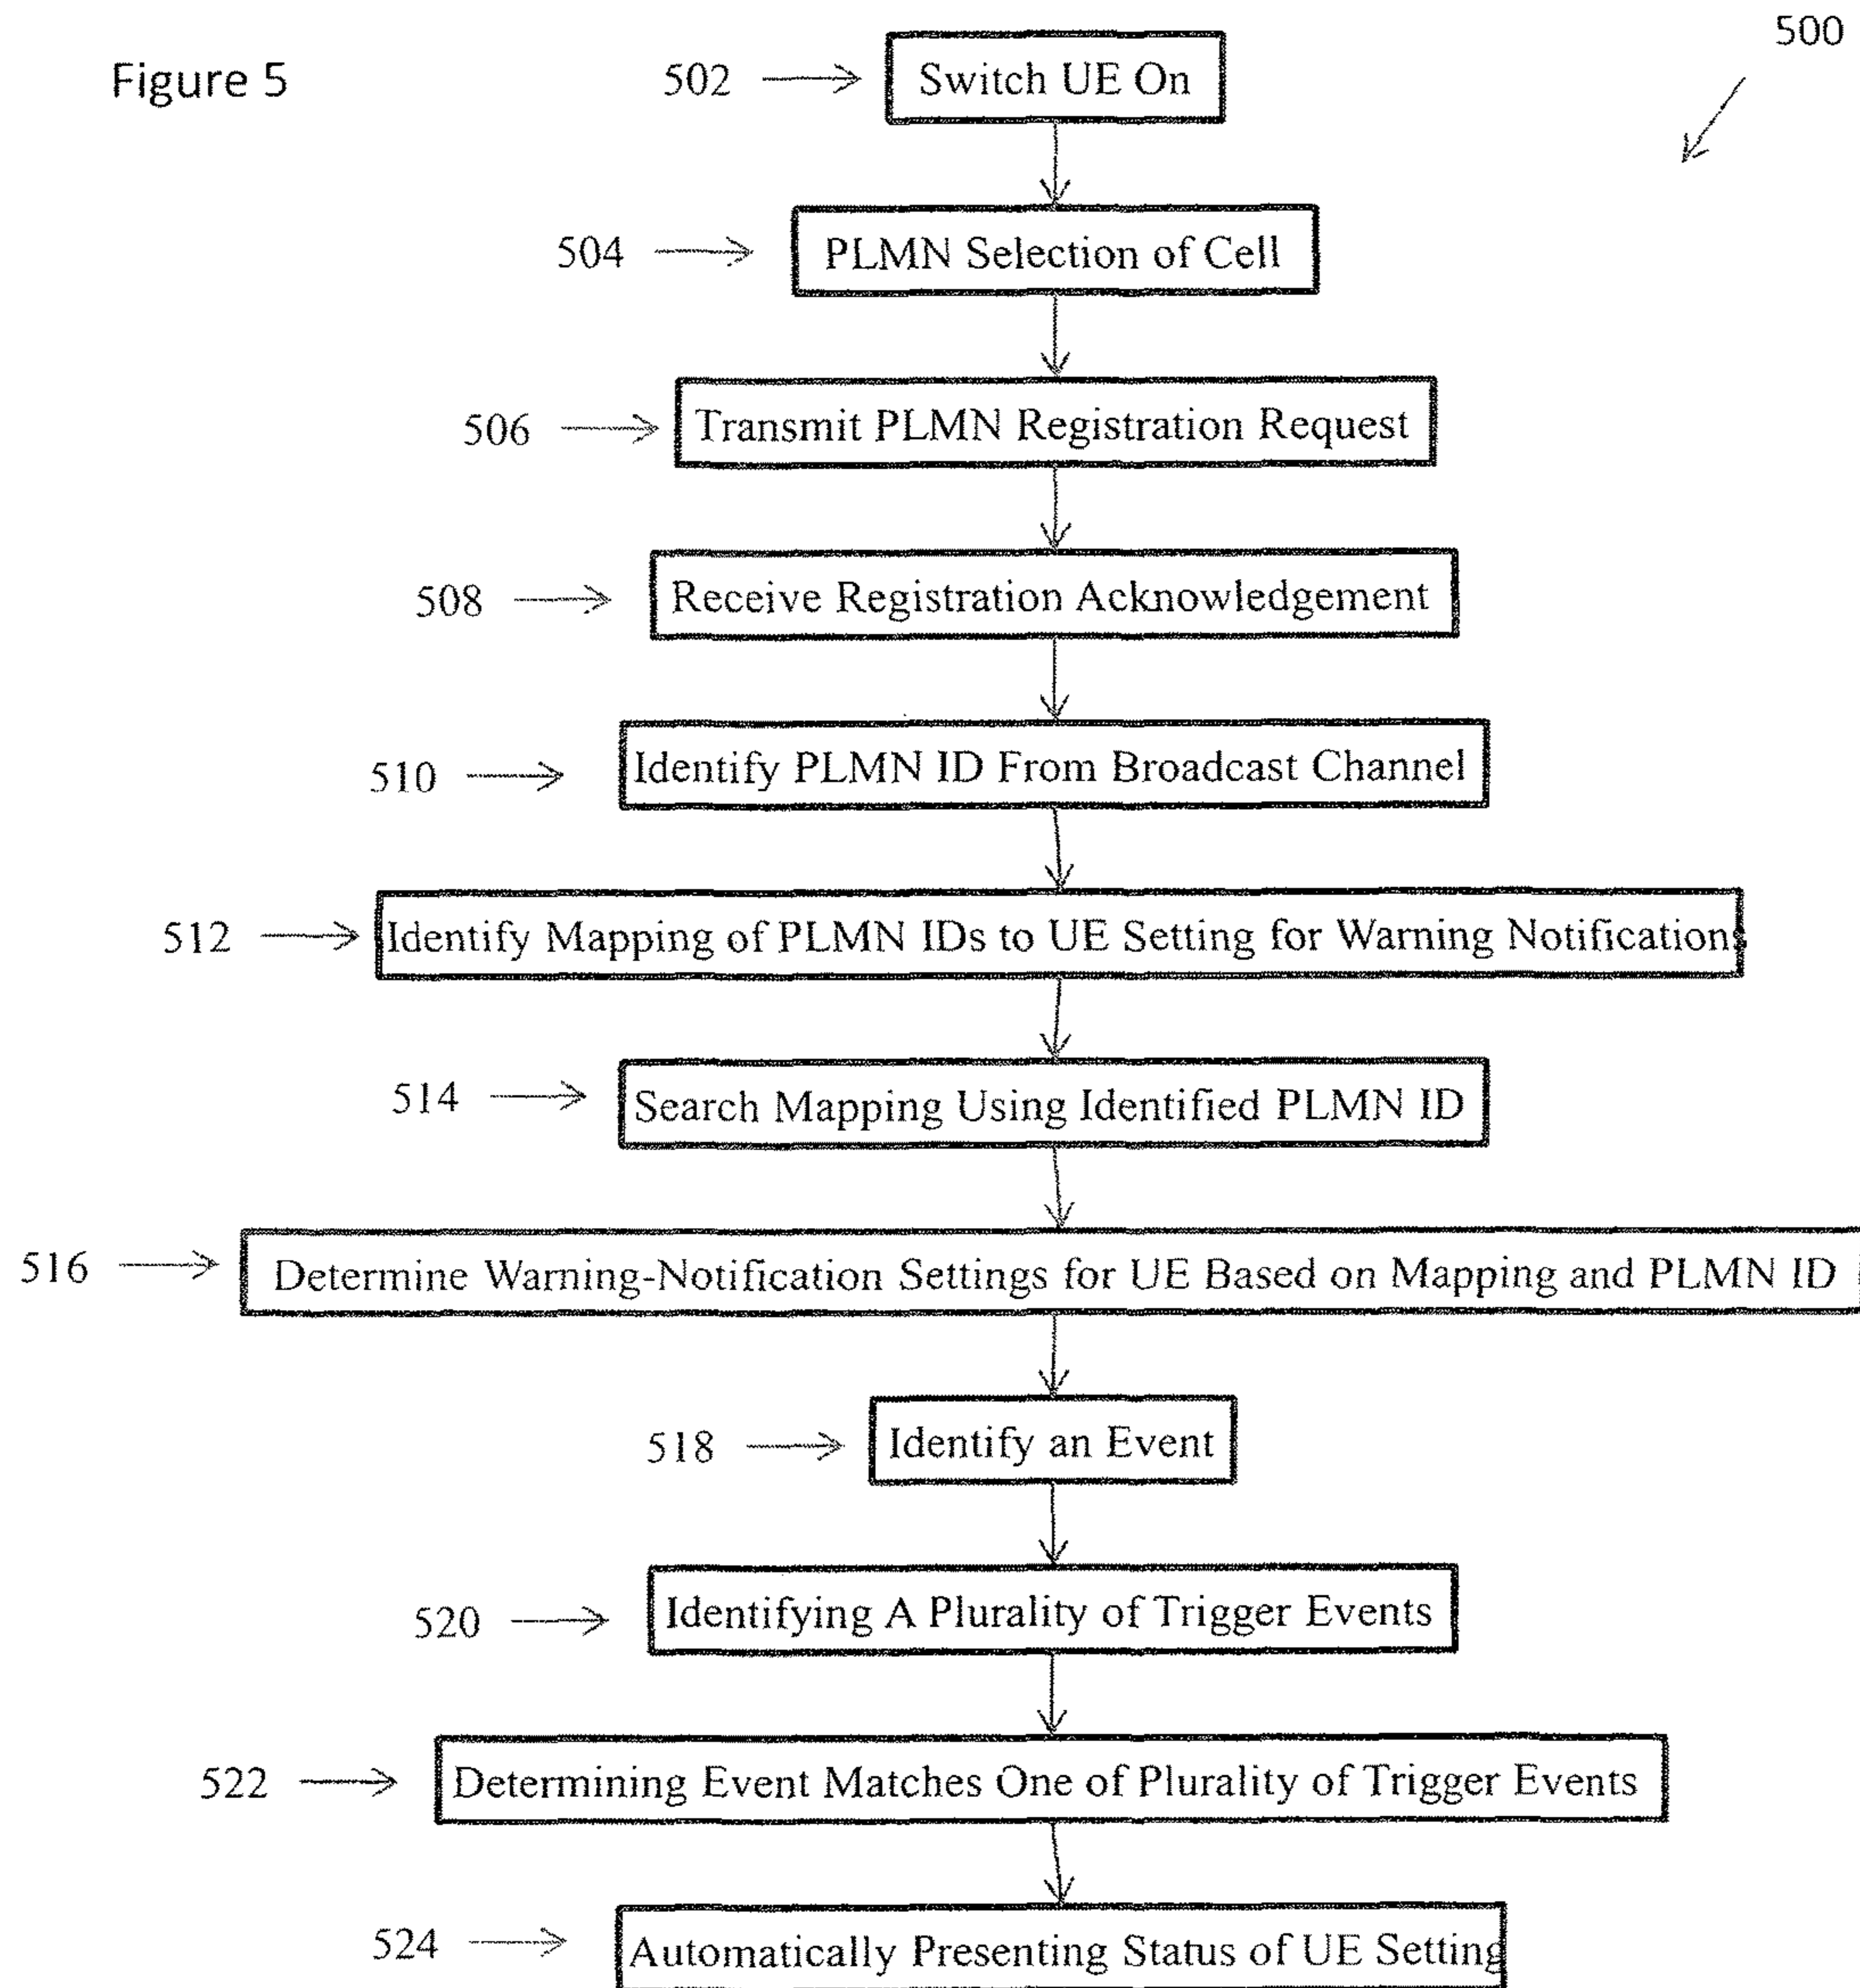 500
Figure 5
502 Switch UE On
504 PLMN Selection of Cell
506 Transmit PLMN Registration Request
508 Receive Registration Acknowledgement
510 Identify PLMN ID From Broadcast Channel
512 Identify Mapping of PLMN IDs to UE Setting for Warning Notifications
514 Search Mapping Using Identified PLMN ID
516 Determine Warning-Notification Settings for UE Based on Mapping and PLMN ID
518 Identify an Event
520 Identifying A Plurality of Trigger Events
522 Determining Event Matches One of Plurality of Trigger Events
524 Automatically Presenting Status of UE Setting